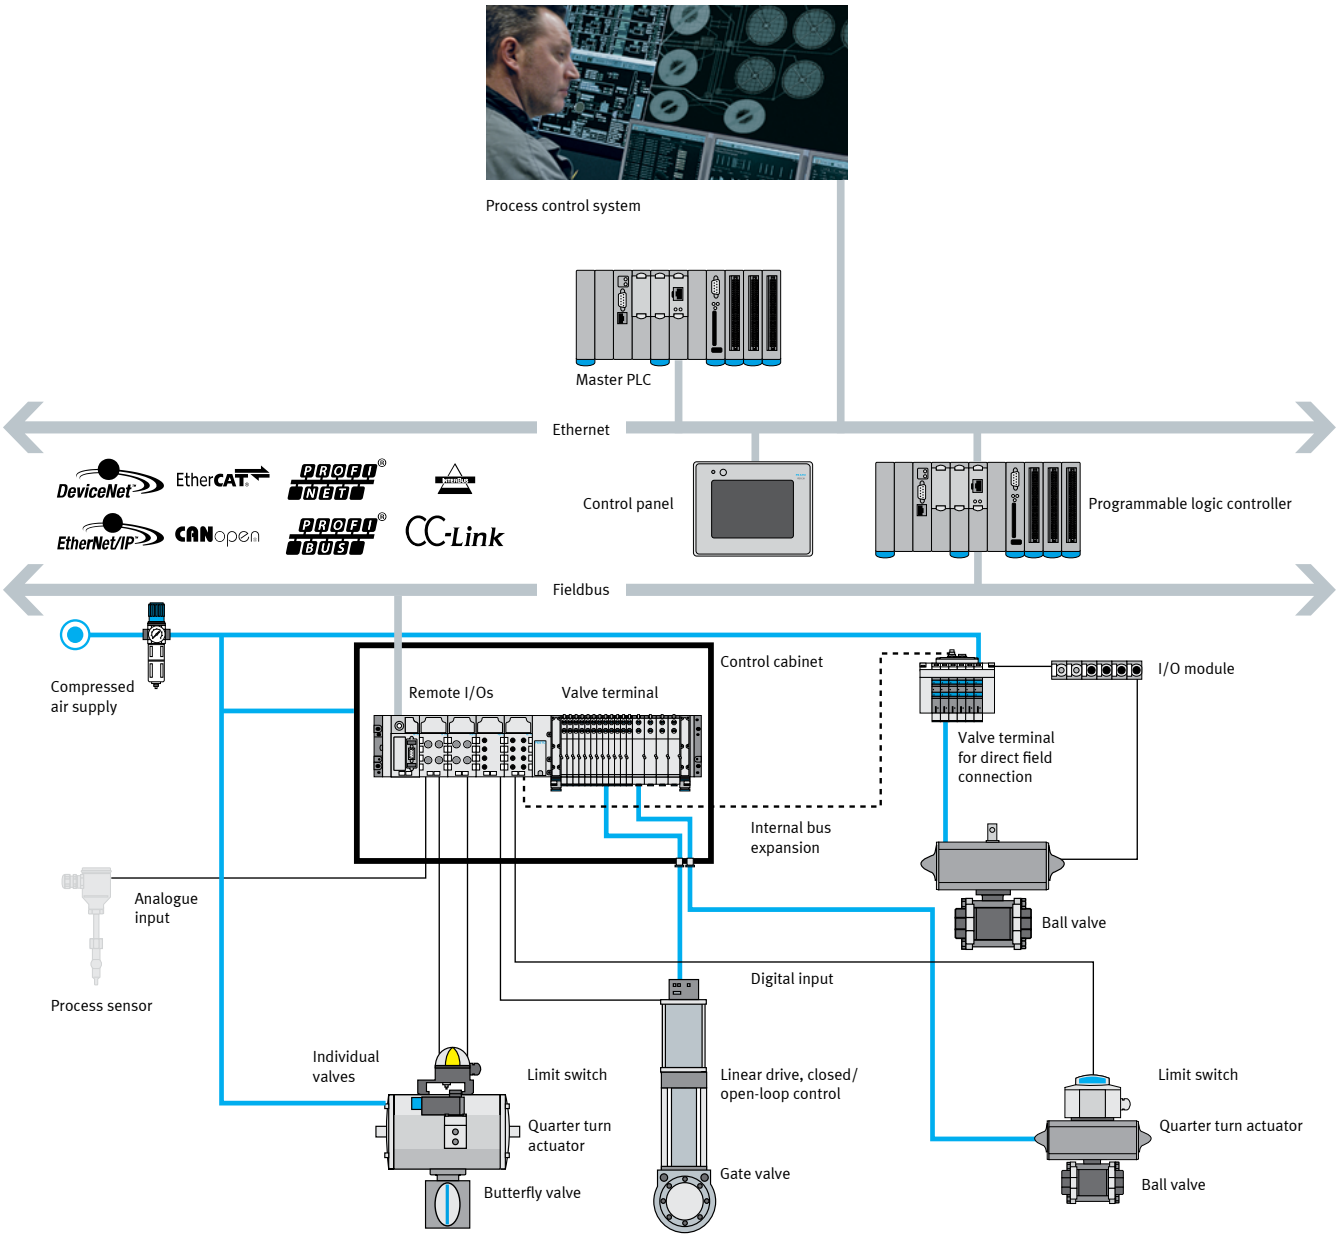 Process control system
Master PLC
Ethernet
DeviceNet™
EtherCAT®
PROFI®
NET
INTERBUS
Control panel
Programmable logic controller
EtherNet/IP™
CANopen
PROFI®
BUS
CC-Link
Fieldbus
Compressed
air supply
Control cabinet
Remote I/Os
Valve terminal
I/O module
Valve terminal
for direct field
connection
Internal bus
expansion
Analogue
input
Ball valve
Digital input
Process sensor
Individual
valves
Limit switch
Linear drive, closed/
open-loop control
Limit switch
Quarter turn
actuator
Quarter turn actuator
Gate valve
Butterfly valve
Ball valve